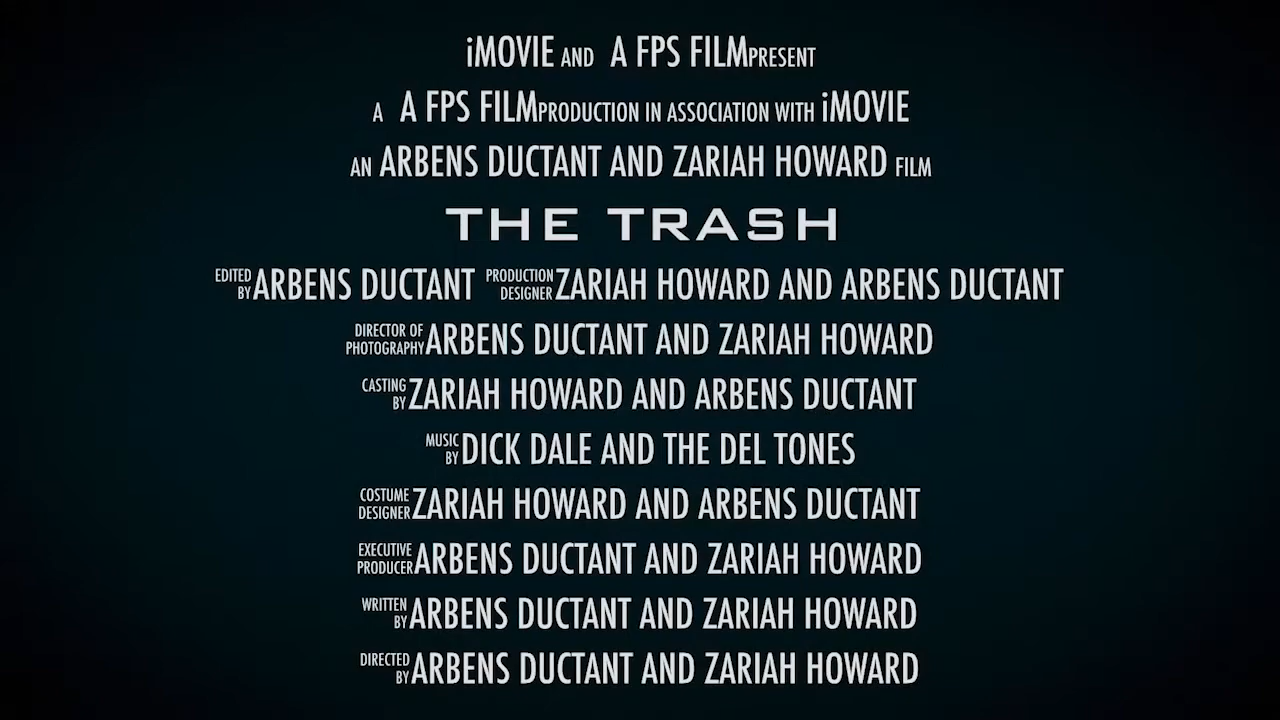 iMOVIE AND A FPS FILMPRESENT
A A FPS FILMPRODUCTION IN ASSOCIATION WITH iMOVIE
AN ARBENS DUCTANT AND ZARIAH HOWARD FILM
THE TRASH
EDITED BY ARBENS DUCTANT PRODUCTION DESIGNER ZARIAH HOWARD AND ARBENS DUCTANT
DIRECTOR OF PHOTOGRAPHY ARBENS DUCTANT AND ZARIAH HOWARD
CASTING BY ZARIAH HOWARD AND ARBENS DUCTANT
MUSIC BY DICK DALE AND THE DEL TONES
COSTUME DESIGNER ZARIAH HOWARD AND ARBENS DUCTANT
EXECUTIVE PRODUCER ARBENS DUCTANT AND ZARIAH HOWARD
WRITTEN BY ARBENS DUCTANT AND ZARIAH HOWARD
DIRECTED BY ARBENS DUCTANT AND ZARIAH HOWARD